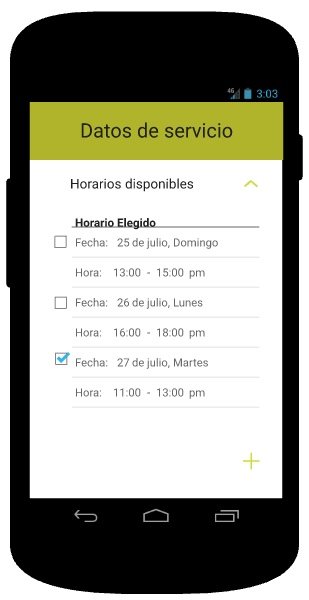 4G 3:03
Datos de servicio
Horarios disponibles
Horario Elegido
Fecha: 25 de julio, Domingo
Hora: 13:00 - 15:00 pm
Fecha: 26 de julio, Lunes
Hora: 16:00 - 18:00 pm
Fecha: 27 de julio, Martes
Hora: 11:00 - 13:00 pm